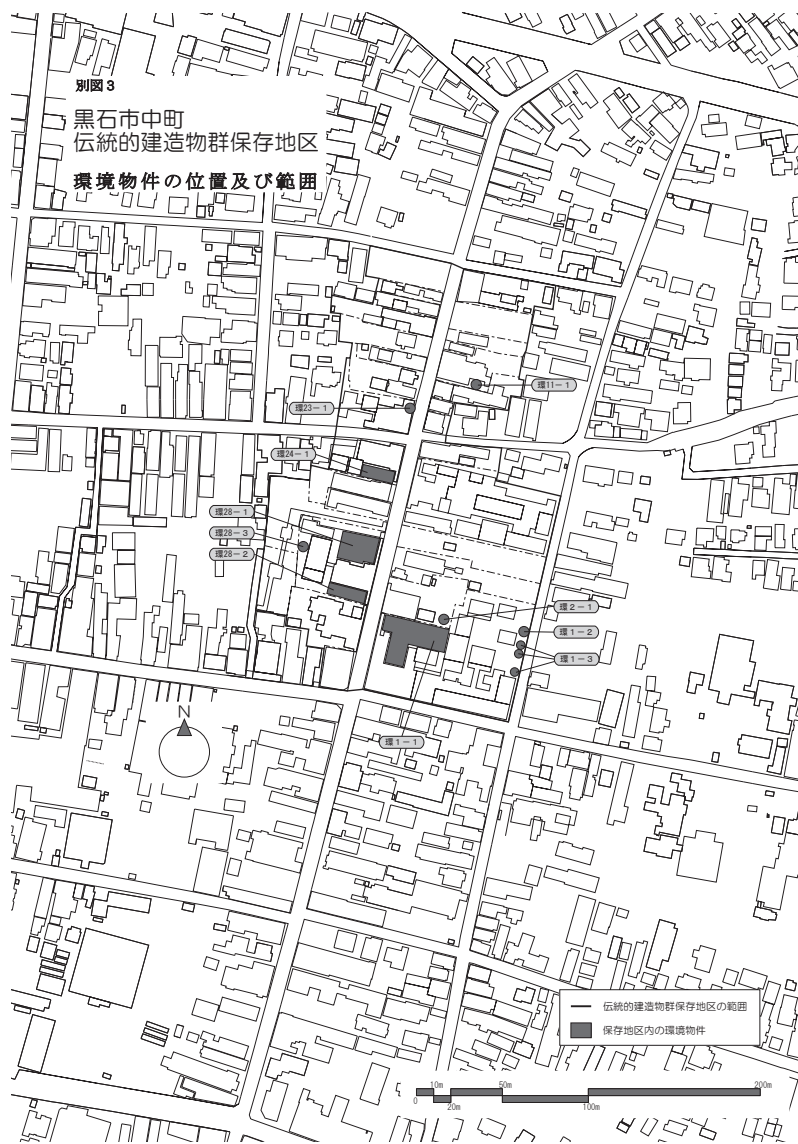 別図3
黒石市中町
伝統的建造物群保存地区
環境物件の位置及び範囲
環11－1
環23－1
環24－1
環28－1
環28－3
環28－2
環2－1
環1－2
環1－3
環1－1
N
伝統的建造物群保存地区の範囲
保存地区内の環境物件
10m 50m 200m
0 20m 100m